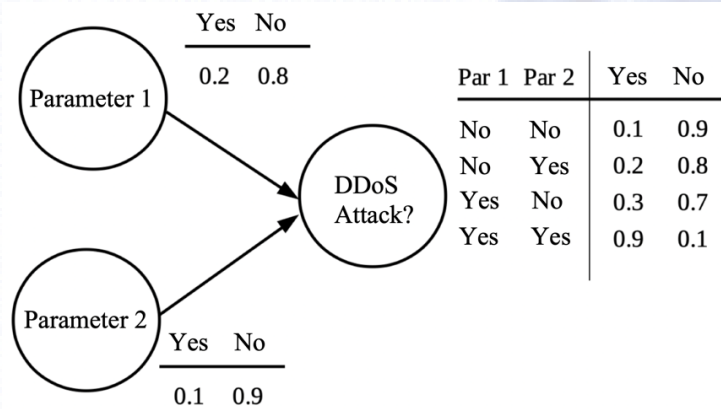 Yes No
0.2 0.8
Parameter 1
Par 1 Par 2 Yes No
No No 0.1 0.9
No Yes 0.2 0.8
Yes No 0.3 0.7
Yes Yes 0.9 0.1
DDoS
Attack?
Parameter 2
Yes No
0.1 0.9